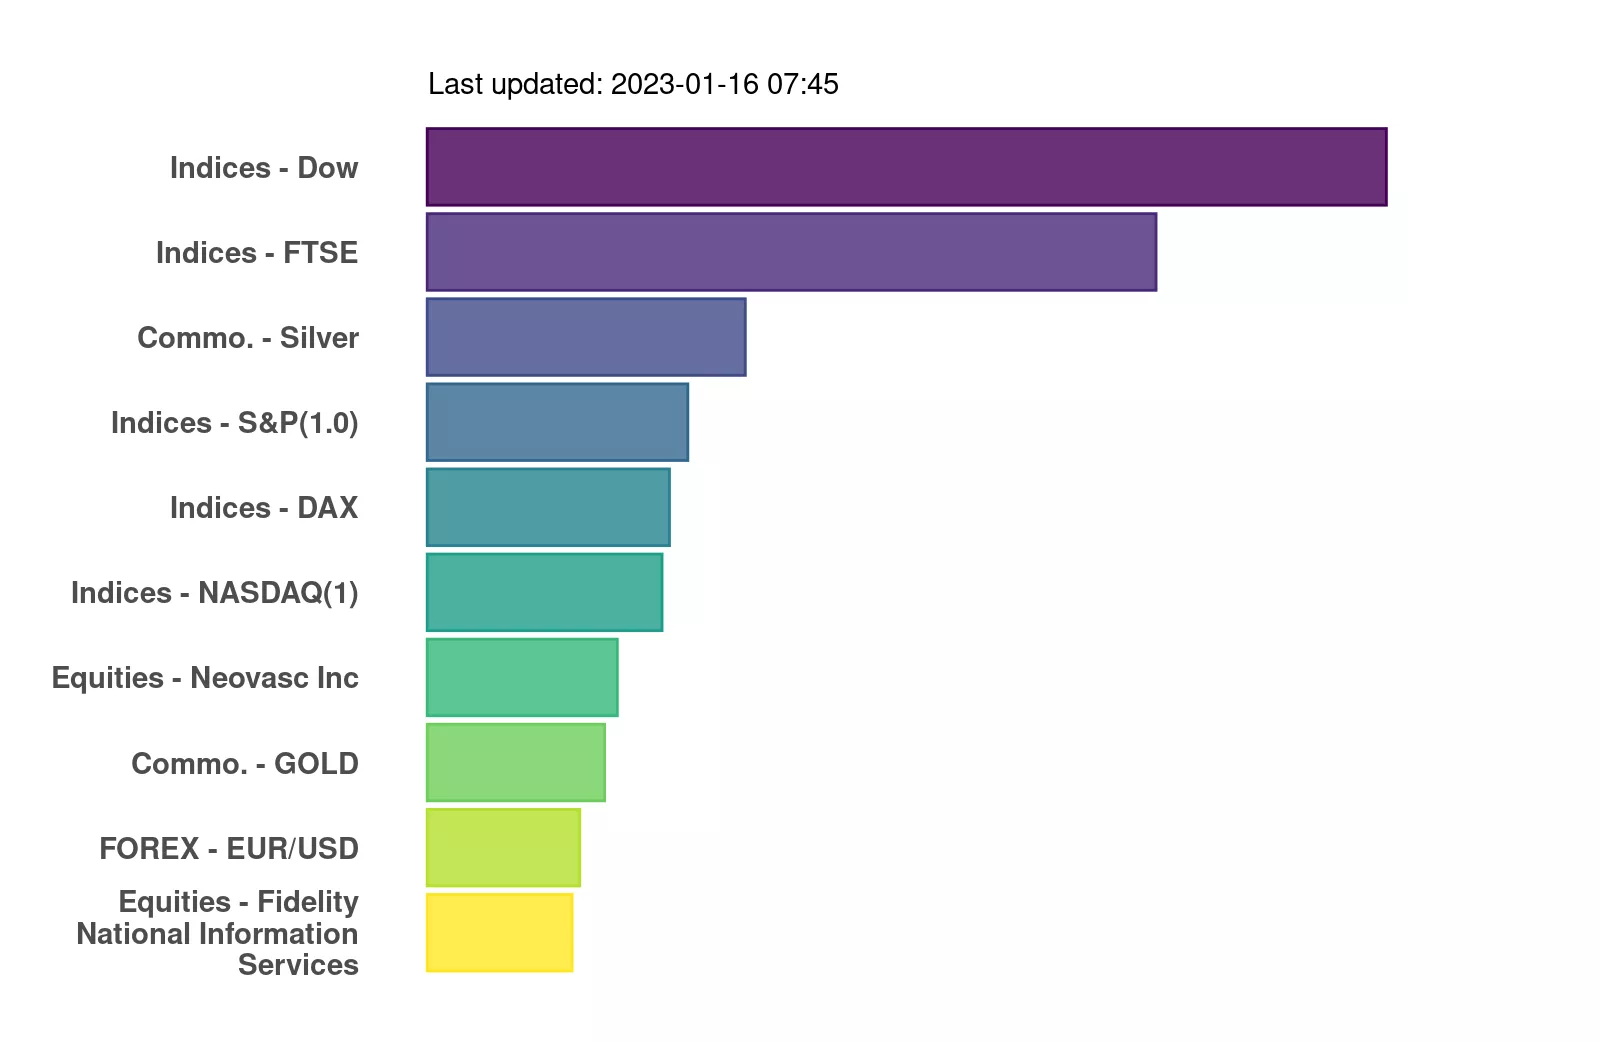 Last updated: 2023-01-16 07:45
Indices - Dow
Indices - FTSE
Commo. - Silver
Indices - S&P(1.0)
Indices - DAX
Indices - NASDAQ(1)
Equities - Neovasc Inc
Commo. - GOLD
FOREX - EUR/USD
Equities - Fidelity
National Information
Services